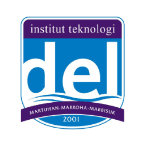 institut teknologi
del
MARTUHAN-MARROHA-MARBISUK
2001